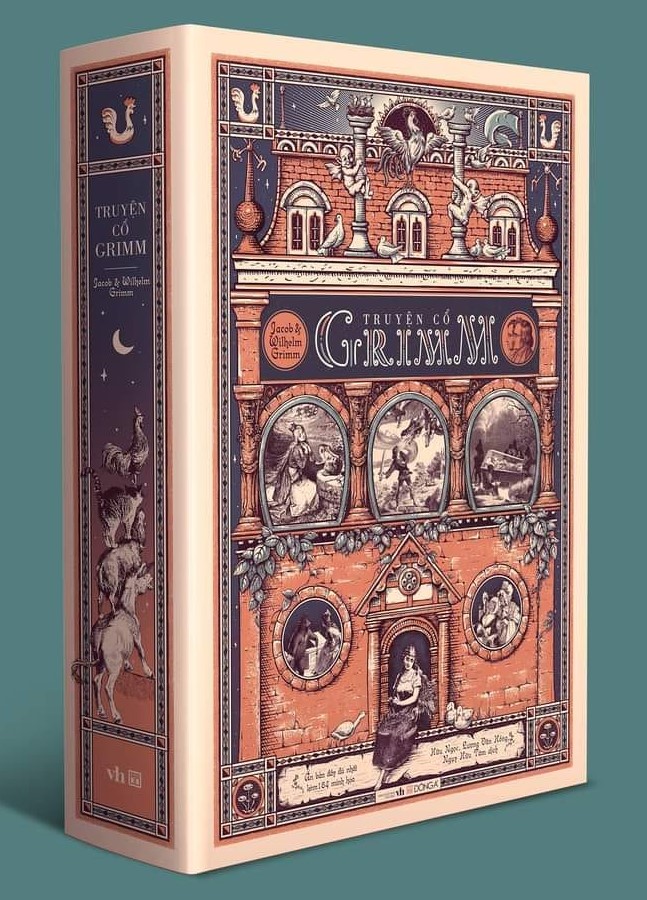 TRUYỆN
CỔ
GRIMM
Jacob & Wilhelm
Grimm
vh
Jacob &
Wilhelm
Grimm
TRUYỆN CỔ
GRIMM
Ấn bản đầy đủ nhất
kèm 184 minh họa
Hữu Ngọc, Lương Văn Hồng,
Nguy Hữu Tâm dịch
vh ĐÔNG A